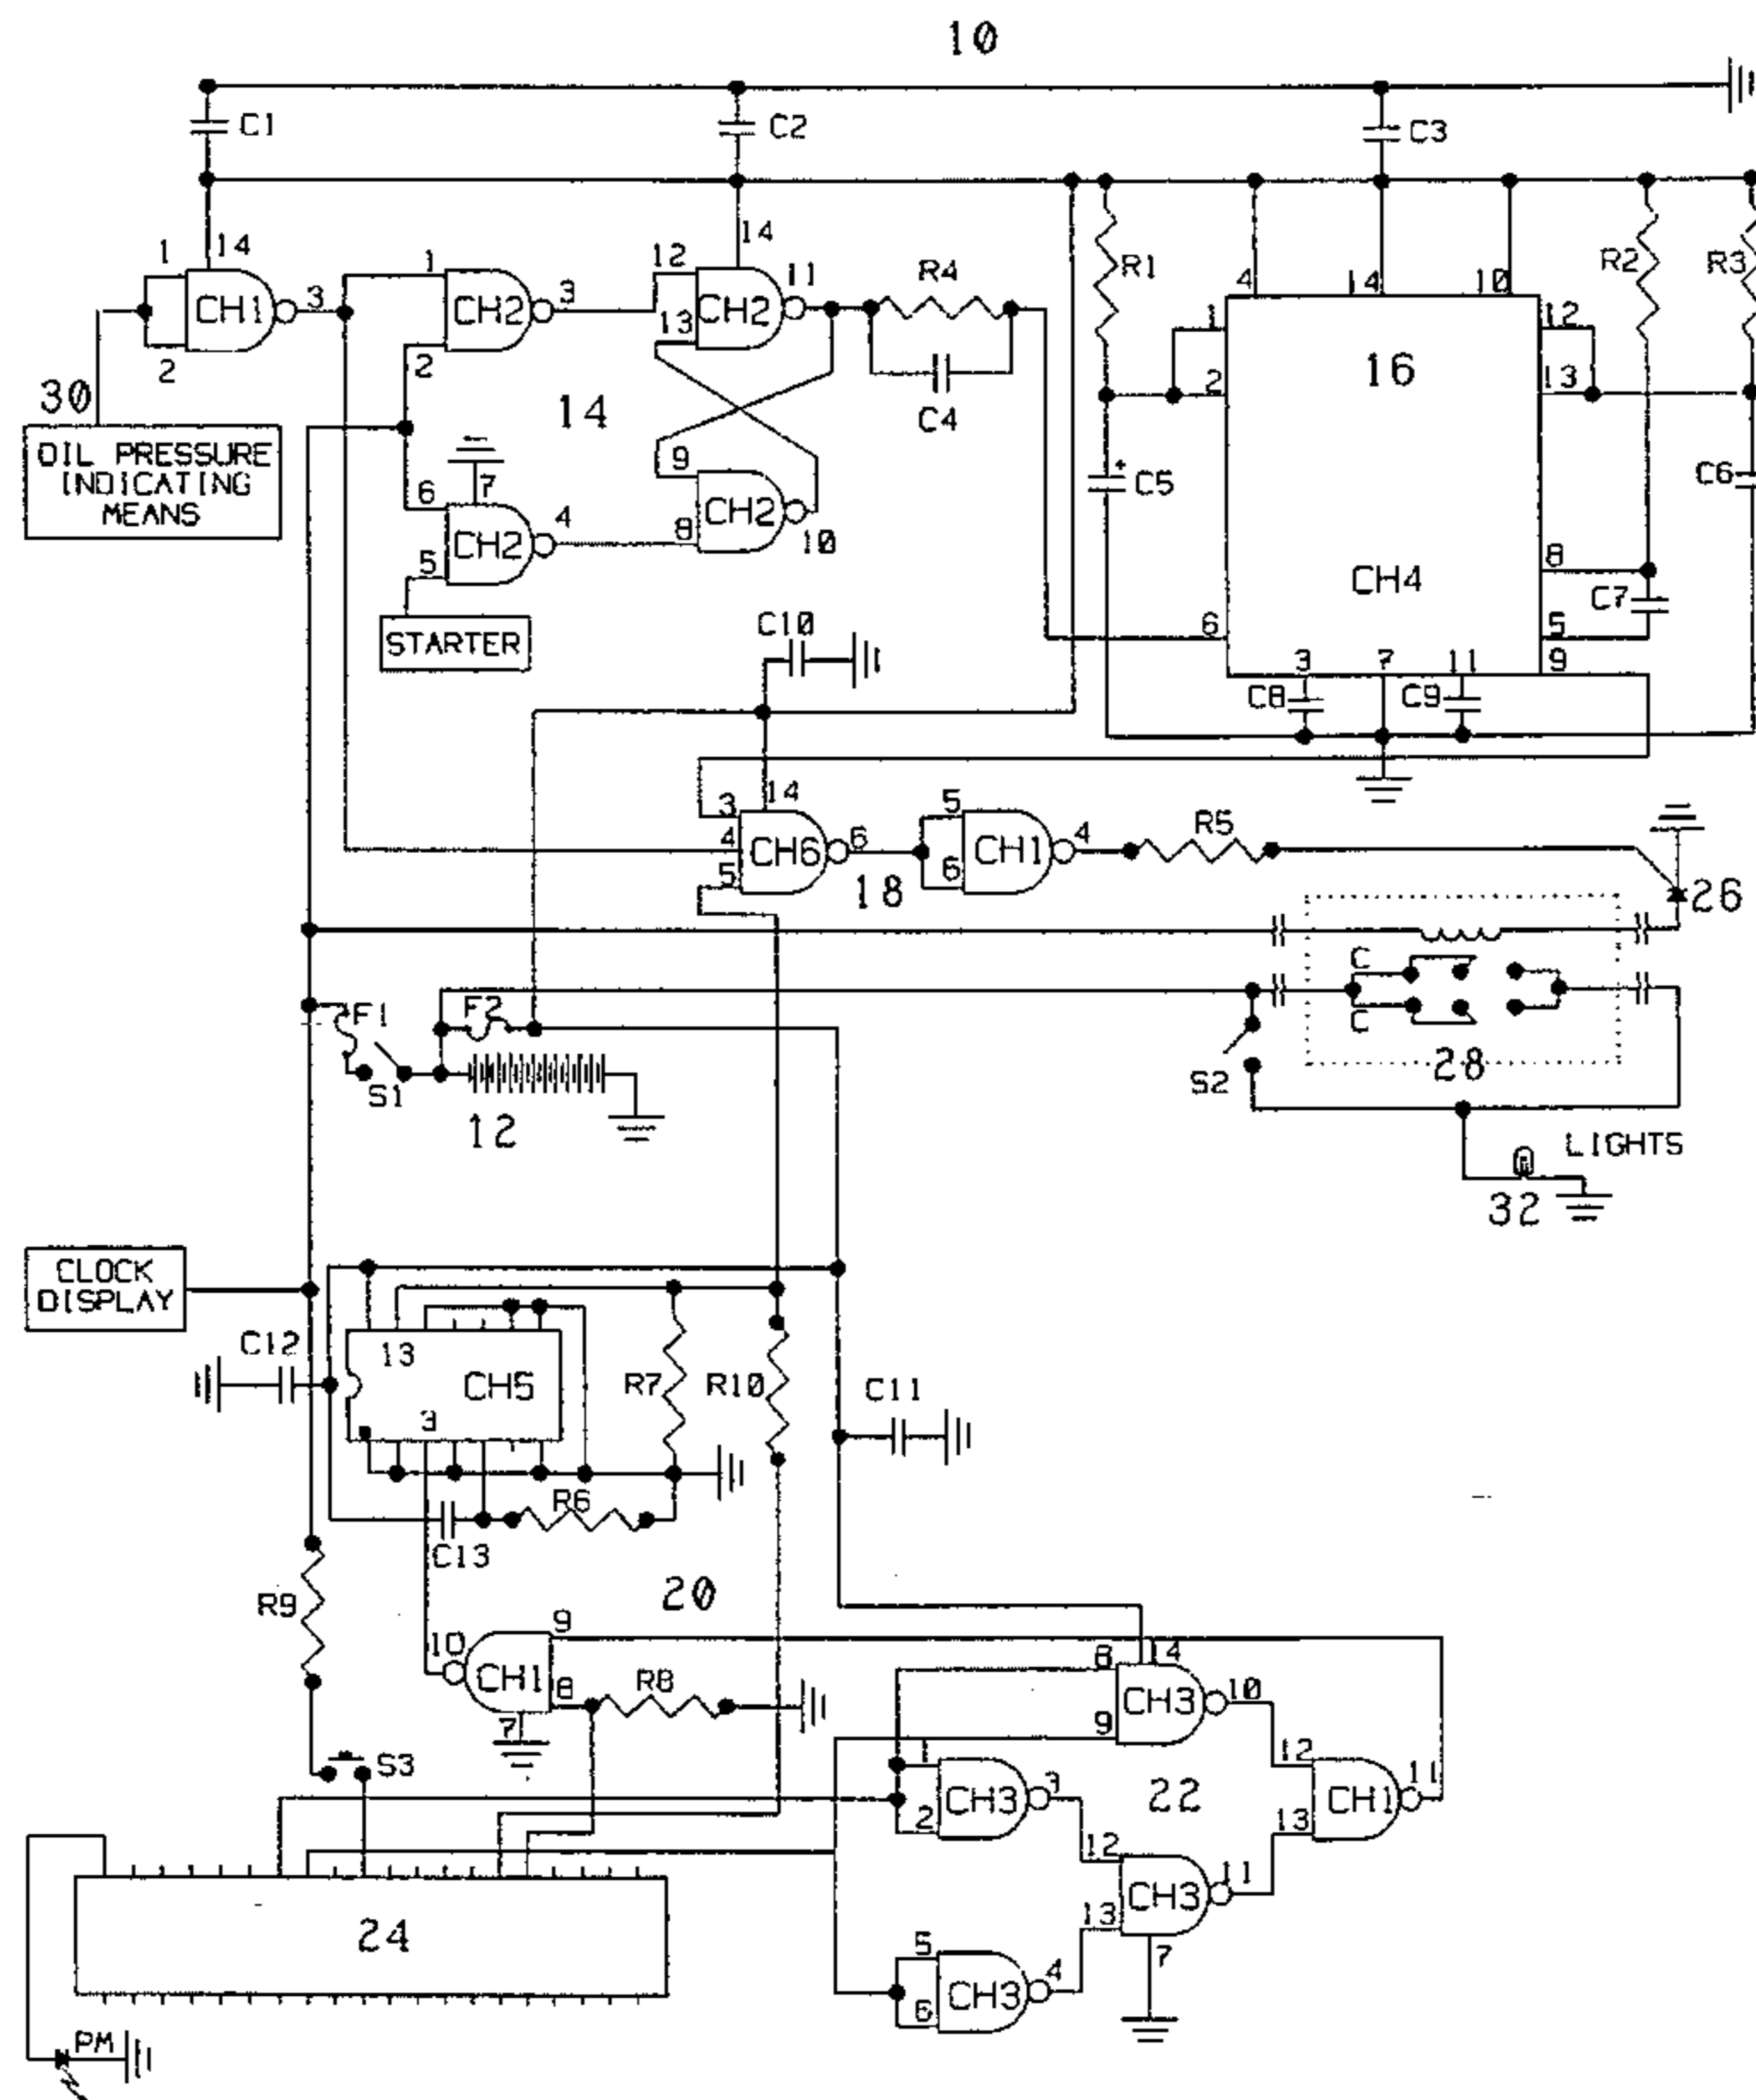 10
C1
C2
C3
1
14
3
2
CH1
1
2
3
CH2
12
14
11
13
CH2
R4
C4
R1
4
14
10
R2
R3
1
2
16
12
13
30
OIL PRESSURE
INDICATING
MEANS
14
7
6
5
4
CH2
9
8
10
CH2
C5
C6
CH4
8
C7
5
6
9
3
7
11
C8
C9
STARTER
C10
14
3
4
5
CH6
6
18
5
6
CH1
4
R5
26
C
C
28
F1
F2
S1
12
S2
LIGHTS
32
CLOCK
DISPLAY
C12
13
CH5
3
R7
R10
C11
R6
C13
R9
20
10
9
8
CH1
7
R8
S3
8
14
9
CH3
10
1
2
CH3
3
22
12
13
CH1
11
12
13
CH3
11
7
24
5
6
CH3
4
PM